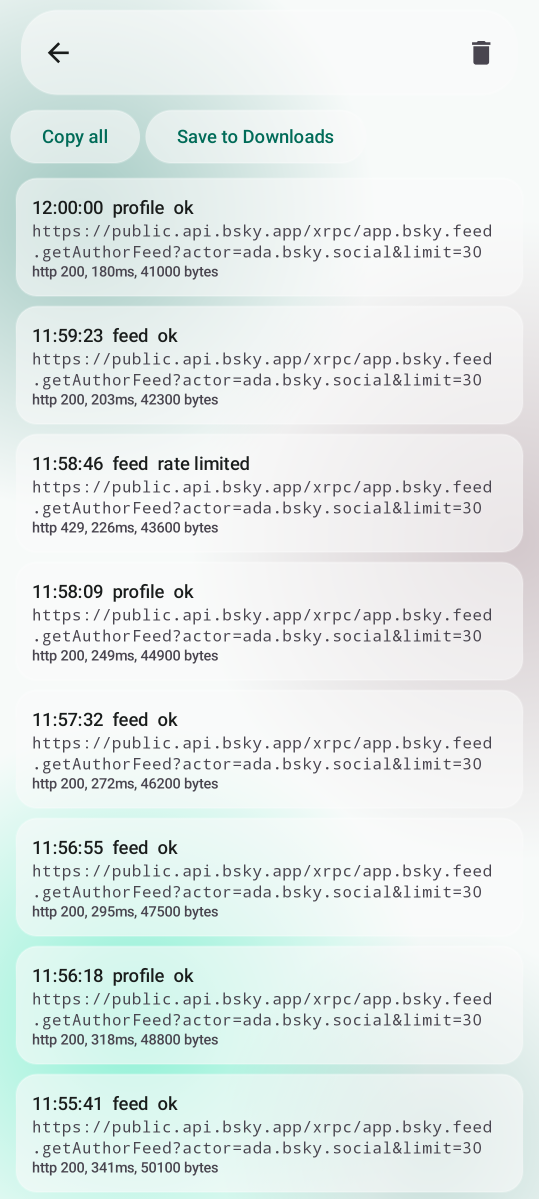 Copy all
Save to Downloads
12:00:00 profile ok
https://public.api.bsky.app/xrpc/app.bsky.feed
.getAuthorFeed?actor=ada.bsky.social&limit=30
http 200, 180ms, 41000 bytes
11:59:23 feed ok
https://public.api.bsky.app/xrpc/app.bsky.feed
.getAuthorFeed?actor=ada.bsky.social&limit=30
http 200, 203ms, 42300 bytes
11:58:46 feed rate limited
https://public.api.bsky.app/xrpc/app.bsky.feed
.getAuthorFeed?actor=ada.bsky.social&limit=30
http 429, 226ms, 43600 bytes
11:58:09 profile ok
https://public.api.bsky.app/xrpc/app.bsky.feed
.getAuthorFeed?actor=ada.bsky.social&limit=30
http 200, 249ms, 44900 bytes
11:57:32 feed ok
https://public.api.bsky.app/xrpc/app.bsky.feed
.getAuthorFeed?actor=ada.bsky.social&limit=30
http 200, 272ms, 46200 bytes
11:56:55 feed ok
https://public.api.bsky.app/xrpc/app.bsky.feed
.getAuthorFeed?actor=ada.bsky.social&limit=30
http 200, 295ms, 47500 bytes
11:56:18 profile ok
https://public.api.bsky.app/xrpc/app.bsky.feed
.getAuthorFeed?actor=ada.bsky.social&limit=30
http 200, 318ms, 48800 bytes
11:55:41 feed ok
https://public.api.bsky.app/xrpc/app.bsky.feed
.getAuthorFeed?actor=ada.bsky.social&limit=30
http 200, 341ms, 50100 bytes